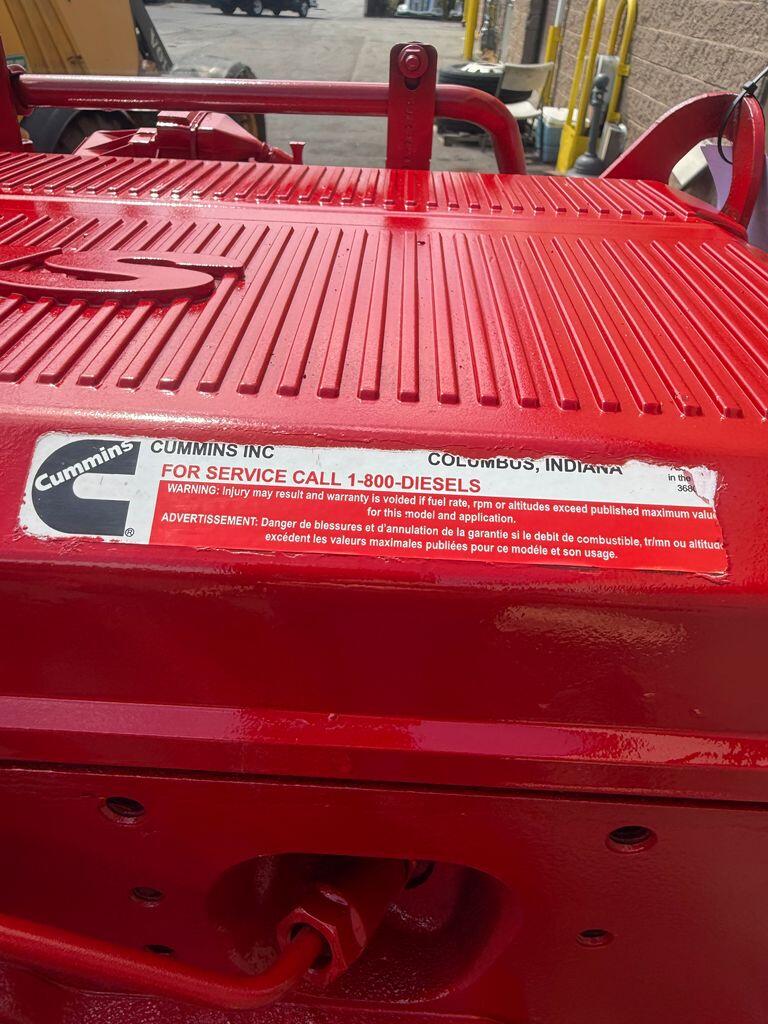 Cummins
®
CUMMINS INC COLUMBUS, INDIANA
in the
FOR SERVICE CALL 1-800-DIESELS
WARNING: Injury may result and warranty is voided if fuel rate, rpm or altitudes exceed published maximum
for this model and application.
ADVERTISSEMENT: Danger de blessures et d'annulation de la garantie si le debit de combustible, tr/mn ou
excédent les valeurs maximales publiées pour ce modéle et son usage.